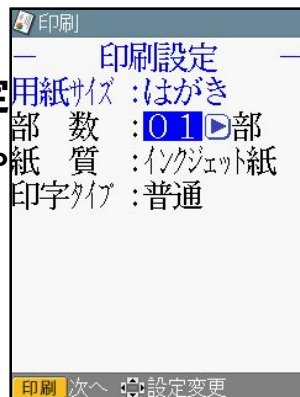 印刷
― 印刷設定 ―
用紙サイズ:はがき
部 数 :01部
紙 質 :インクジェット紙
印字タイプ:普通
印刷 次へ 設定変更